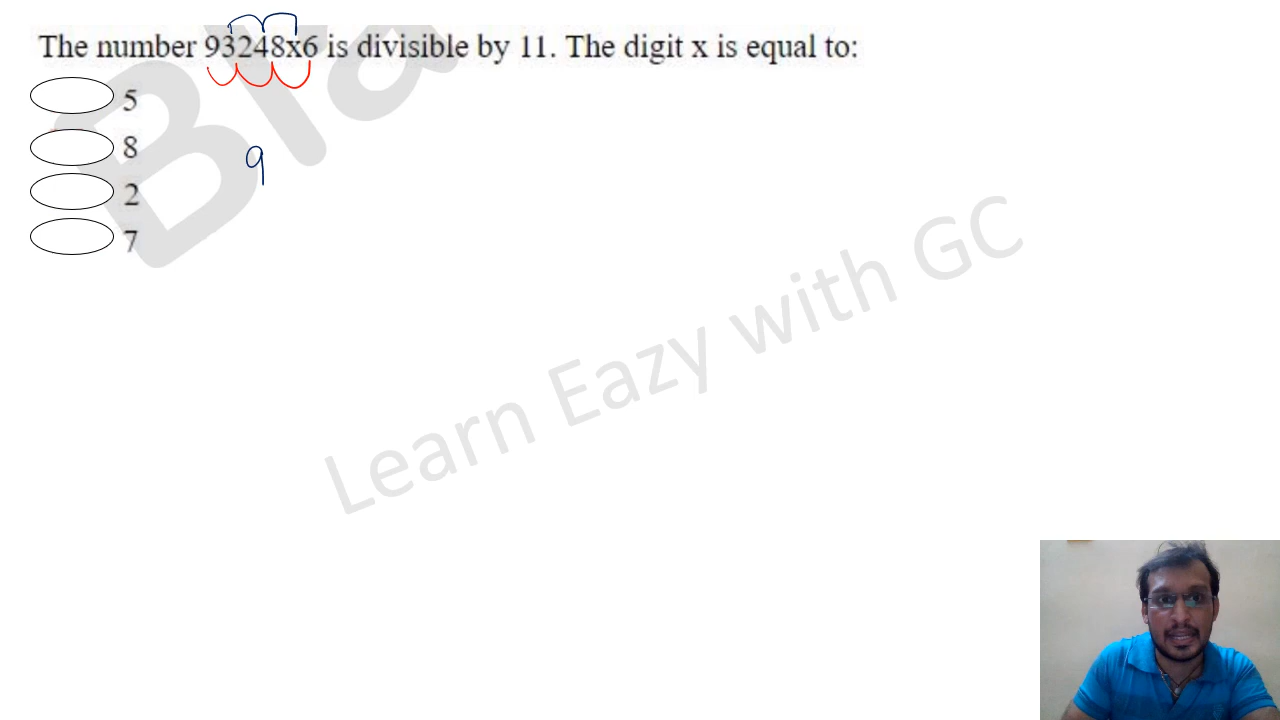 The number 93248x6 is divisible by 11. The digit x is equal to:
5
8
9
2
7
Learn Eazy with GC